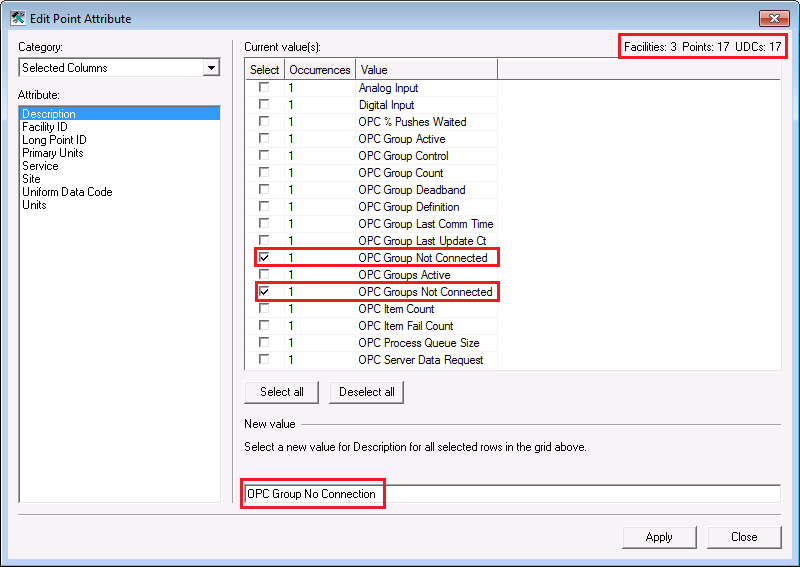 Edit Point Attribute
Category:
Selected Columns
Attribute:
Description
Facility ID
Long Point ID
Primary Units
Service
Site
Uniform Data Code
Units
Current value(s):
Facilities: 3 Points: 17 UDCs: 17
Select Occurrences Value
1 Analog Input
1 Digital Input
1 OPC % Pushes Waited
1 OPC Group Active
1 OPC Group Control
1 OPC Group Count
1 OPC Group Deadband
1 OPC Group Definition
1 OPC Group Last Comm Time
1 OPC Group Last Update Ct
1 OPC Group Not Connected
1 OPC Groups Active
1 OPC Groups Not Connected
1 OPC Item Count
1 OPC Item Fail Count
1 OPC Process Queue Size
1 OPC Server Data Request
Select all Deselect all
New value
Select a new value for Description for all selected rows in the grid above.
OPC Group No Connection
Apply Close